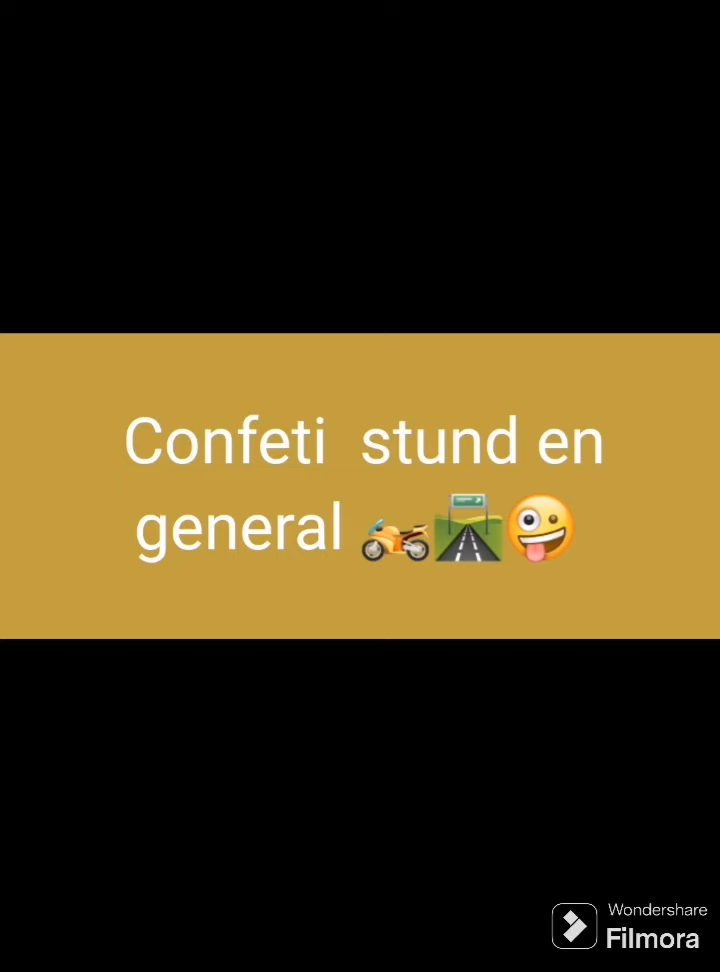 Confeti  stund en
general 🏍️🛣️🤪
Wondershare
Filmora